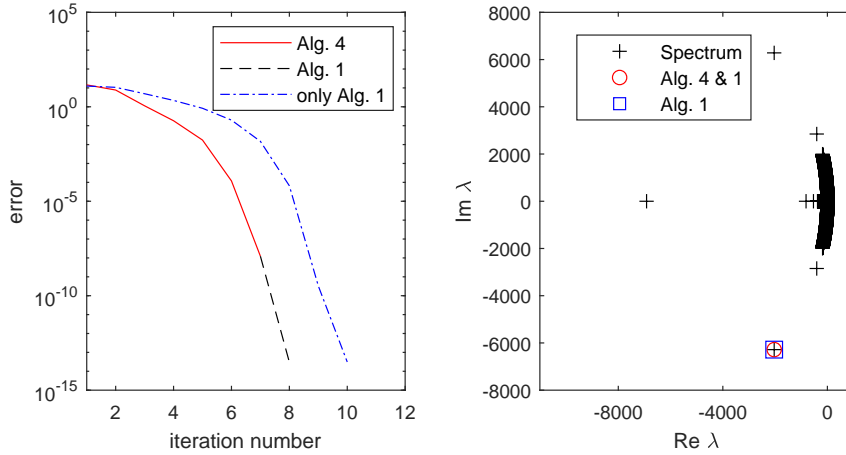 10^5
10^0
10^-5
10^-10
10^-15
error
2 4 6 8 10 12
iteration number
Alg. 4
Alg. 1
only Alg. 1
8000
6000
4000
2000
0
-2000
-4000
-6000
-8000
Im λ
-8000 -4000 0
Re λ
Spectrum
Alg. 4 & 1
Alg. 1